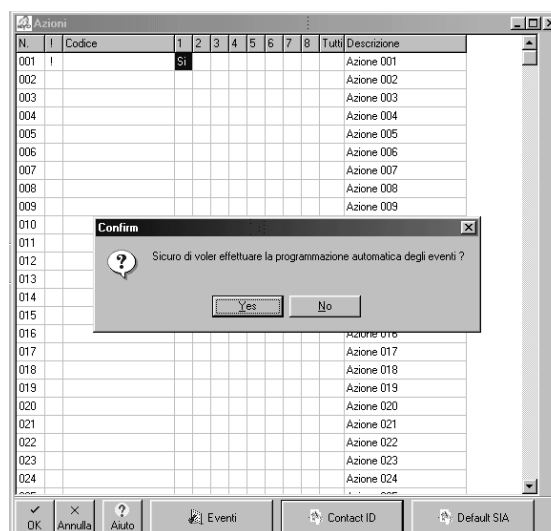 Azioni
N. ! Codice 1 2 3 4 5 6 7 8 Tutti Descrizione
001 ! Si Azione 001
002 Azione 002
003 Azione 003
004 Azione 004
005 Azione 005
006 Azione 006
007 Azione 007
008 Azione 008
009 Azione 009
010
Confirm
011
012 Sicuro di voler effettuare la programmazione automatica degli eventi ?
013
014
Yes No
015
016 Azione 016
017 Azione 017
018 Azione 018
019 Azione 019
020 Azione 020
021 Azione 021
022 Azione 022
023 Azione 023
024 Azione 024
OK Annulla Aiuto Eventi Contact ID Default SIA